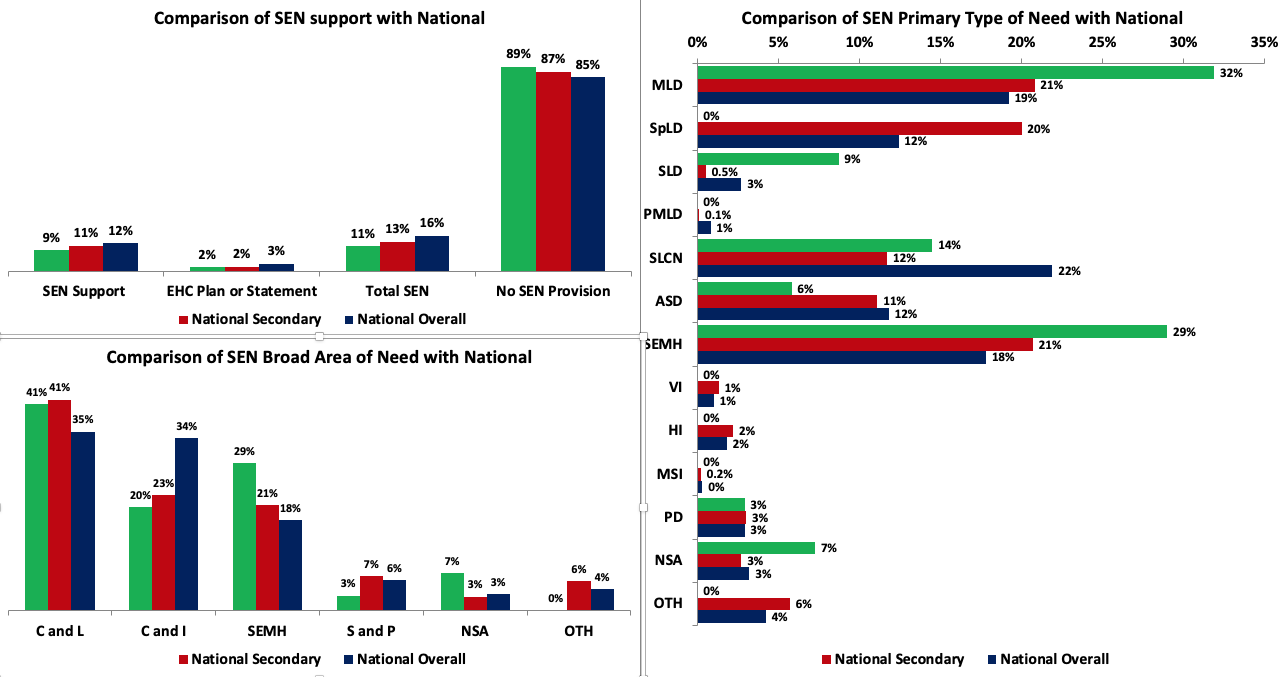 Comparison of SEN support with National
89%
87%
85%
9%
11%
12%
2%
2%
3%
11%
13%
16%
SEN Support
EHC Plan or Statement
Total SEN
No SEN Provision
National Secondary
National Overall
Comparison of SEN Broad Area of Need with National
41%
41%
35%
20%
23%
34%
29%
21%
18%
3%
7%
6%
7%
3%
3%
0%
6%
4%
C and L
C and I
SEMH
S and P
NSA
OTH
National Secondary
National Overall
Comparison of SEN Primary Type of Need with National
0%
5%
10%
15%
20%
25%
30%
35%
MLD
32%
21%
19%
SpLD
0%
20%
12%
SLD
9%
0.5%
3%
PMLD
0%
0.1%
1%
SLCN
14%
12%
22%
ASD
6%
11%
12%
SEMH
29%
21%
18%
VI
0%
1%
1%
HI
0%
2%
2%
MSI
0%
0.2%
0%
PD
3%
3%
3%
NSA
7%
3%
3%
OTH
0%
6%
4%
National Secondary
National Overall